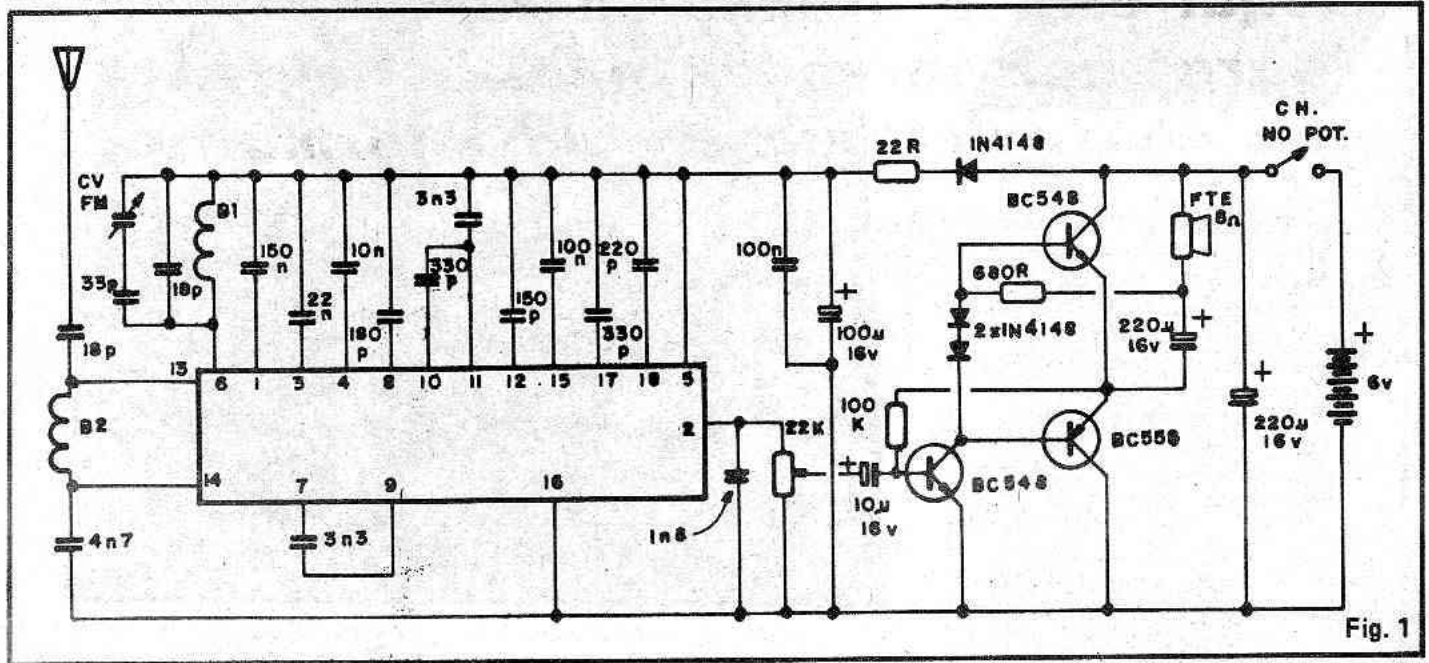 CH.
NO POT.
22R
1N4148
CV
FM
B1
3n3
BC548
FTE
8Ω
150
n
10n
330
p
100
n
220
p
100n
680R
33p
18p
22
n
180
p
150
p
330
p
100µ
16v
2x1N4148
220µ
16v
6v
18p
13
6
1
3
4
8
10
11
12
15
17
18
5
B2
2
22K
100
K
BC558
220µ
16v
14
7
9
16
10µ
16v
BC548
4n7
3n3
1n8
Fig. 1